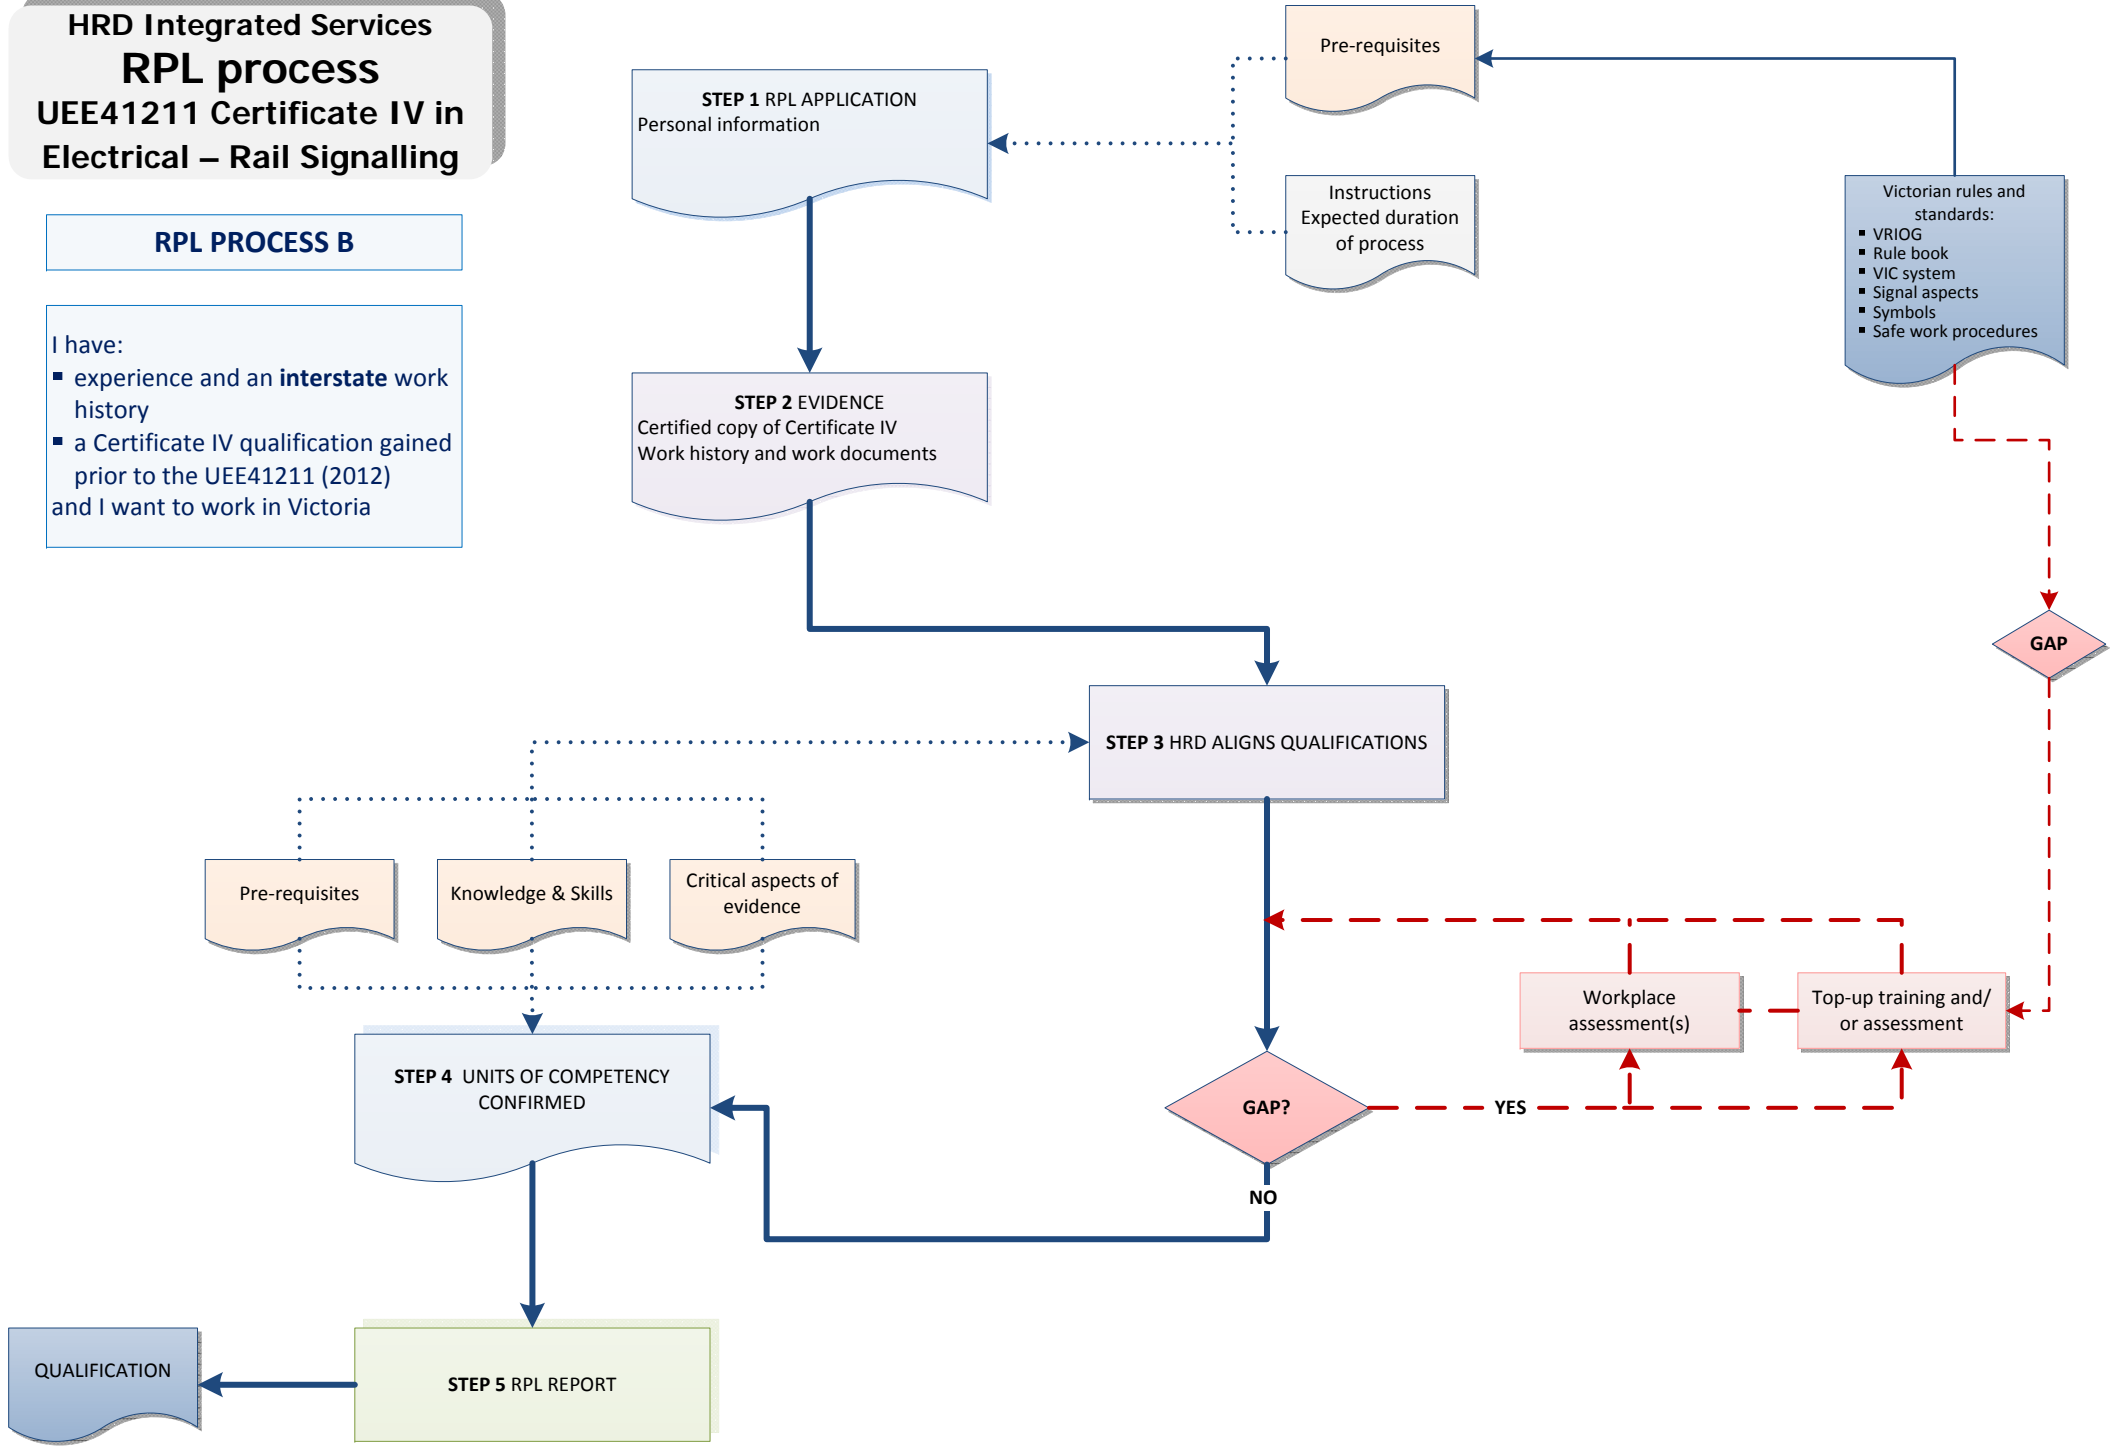 HRD Integrated Services
RPL process
UEE41211 Certificate IV in
Electrical – Rail Signalling
RPL PROCESS B
I have:
▪ experience and an interstate work
history
▪ a Certificate IV qualification gained
prior to the UEE41211 (2012)
and I want to work in Victoria
STEP 1 RPL APPLICATION
Personal information
Pre-requisites
Instructions
Expected duration
of process
Victorian rules and
standards:
▪ VRIOG
▪ Rule book
▪ VIC system
▪ Signal aspects
▪ Symbols
▪ Safe work procedures
STEP 2 EVIDENCE
Certified copy of Certificate IV
Work history and work documents
GAP
STEP 3 HRD ALIGNS QUALIFICATIONS
Pre-requisites
Knowledge & Skills
Critical aspects of
evidence
Workplace
assessment(s)
Top-up training and/
or assessment
STEP 4 UNITS OF COMPETENCY
CONFIRMED
GAP?
YES
NO
STEP 5 RPL REPORT
QUALIFICATION